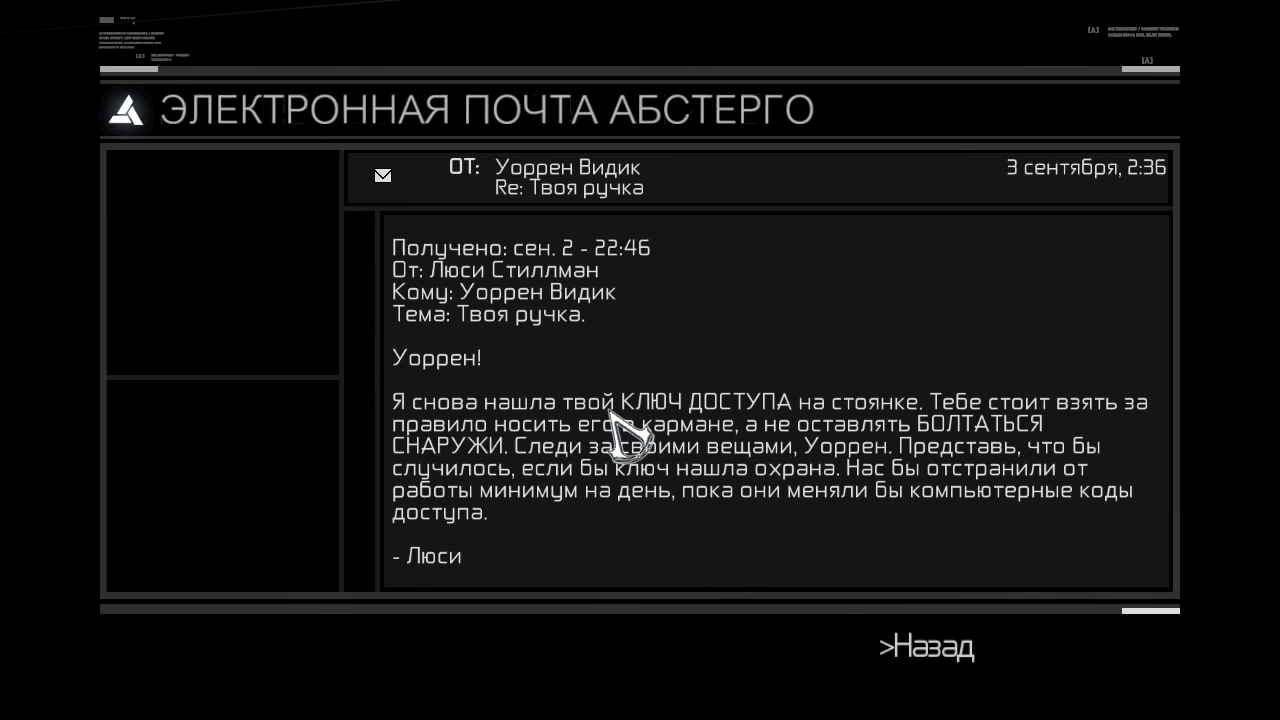 [A]
[A]
[A]
ЭЛЕКТРОННАЯ ПОЧТА АБСТЕРГО
ОТ: Уоррен Видик 3 сентября, 2:36
Re: Твоя ручка
Получено: сен. 2 - 22:46
От: Люси Стиллман
Кому: Уоррен Видик
Тема: Твоя ручка.
Уоррен!
Я снова нашла твой КЛЮЧ ДОСТУПА на стоянке. Тебе стоит взять за
правило носить его в кармане, а не оставлять БОЛТАТЬСЯ
СНАРУЖИ. Следи за своими вещами, Уоррен. Представь, что бы
случилось, если бы ключ нашла охрана. Нас бы отстранили от
работы минимум на день, пока они меняли бы компьютерные коды
доступа.
- Люси
>Назад